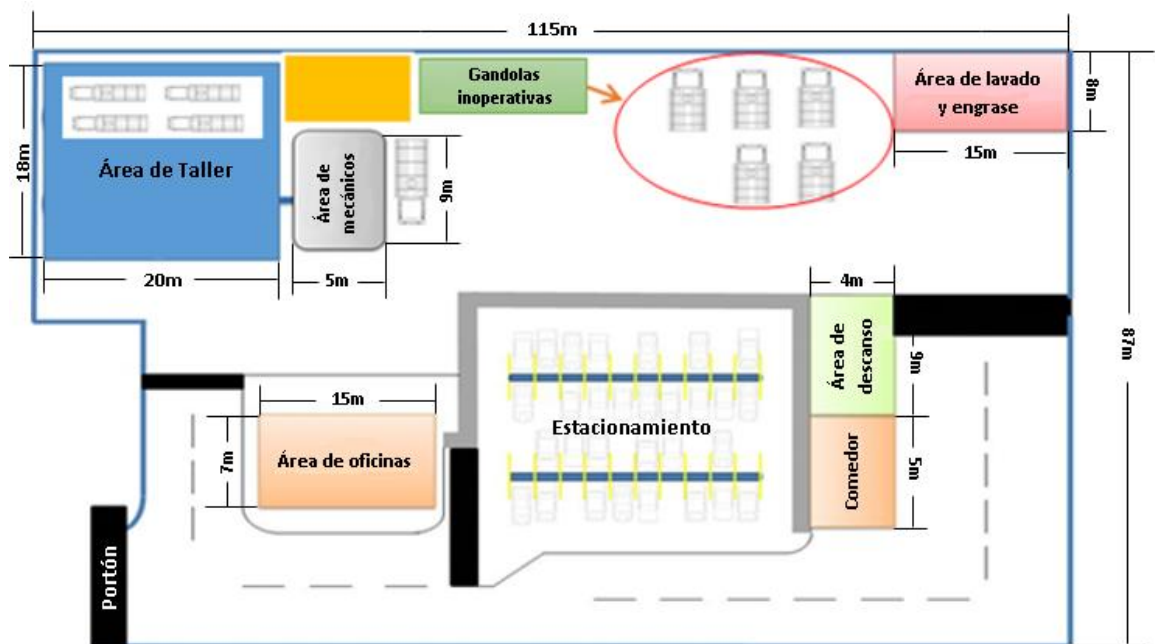 115m
Gandolas
inoperativas
Área de lavado
y engrase
8m
15m
18m
Área de Taller
Área de
mecánicos
9m
20m
5m
4m
87m
Área de
descanso
9m
15m
7m
Área de oficinas
Estacionamiento
Comedor
5m
Portón